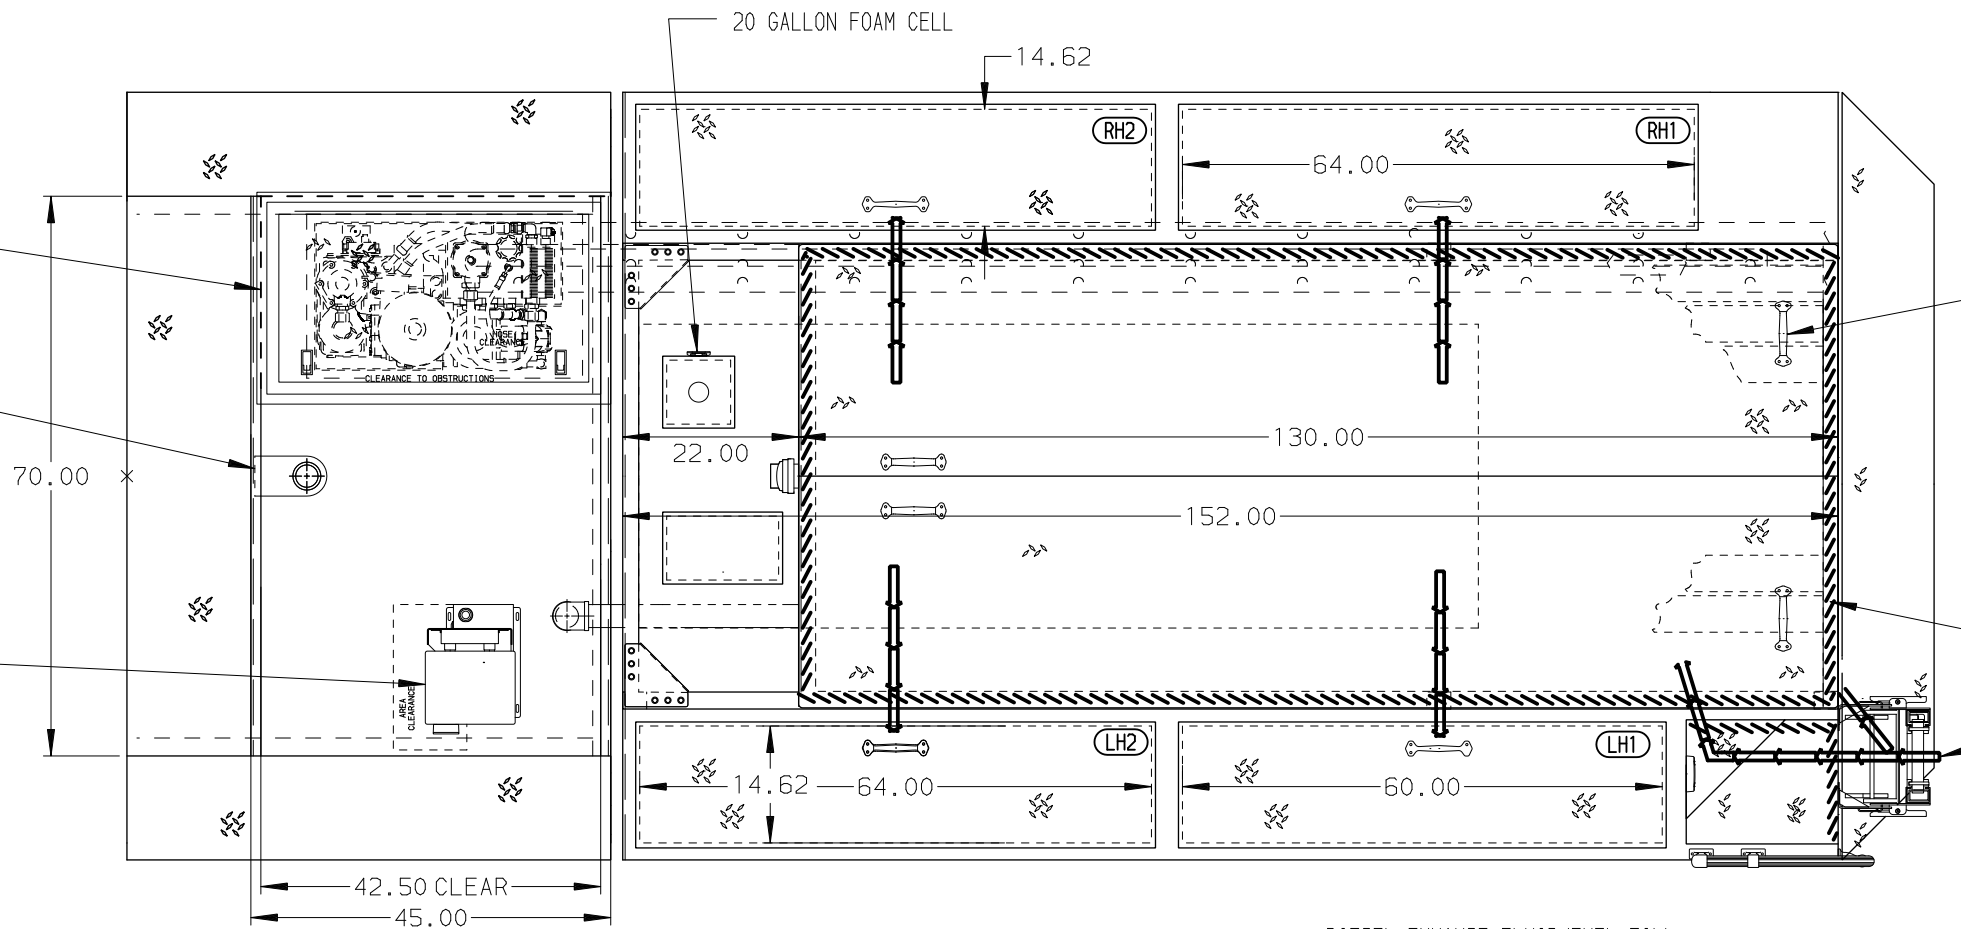 20 GALLON FOAM CELL
14.62
RH2
RH1
64.00
HOSE
CLEARANCE
CLEARANCE TO OBSTRUCTIONS
130.00
22.00
70.00
152.00
AREA
CLEARANCE
LH2
LH1
14.62
64.00
60.00
42.50 CLEAR
45.00